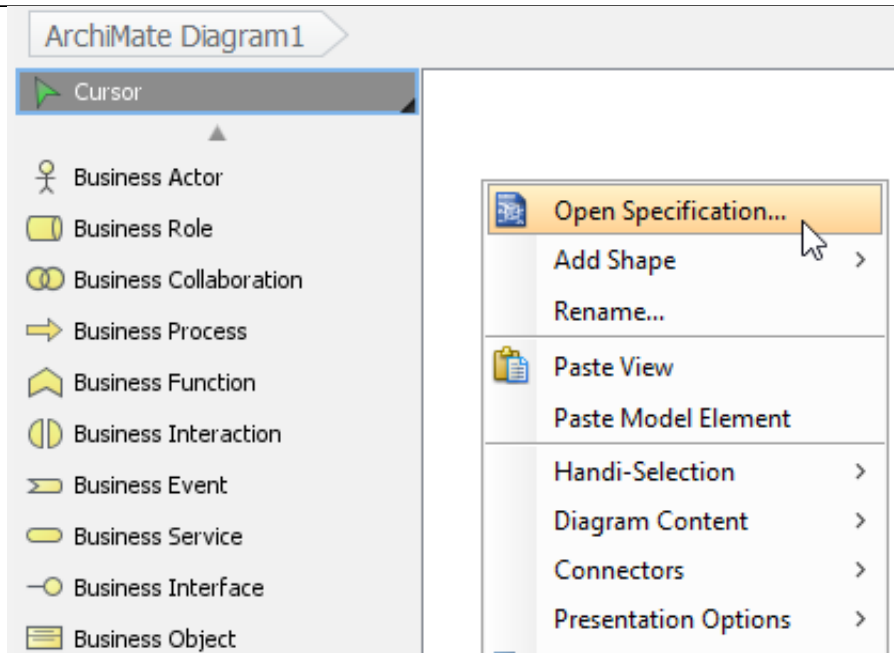 ArchiMate Diagram1
Cursor
Business Actor
Business Role
Business Collaboration
Business Process
Business Function
Business Interaction
Business Event
Business Service
Business Interface
Business Object
Open Specification...
Add Shape
Rename...
Paste View
Paste Model Element
Handi-Selection
Diagram Content
Connectors
Presentation Options